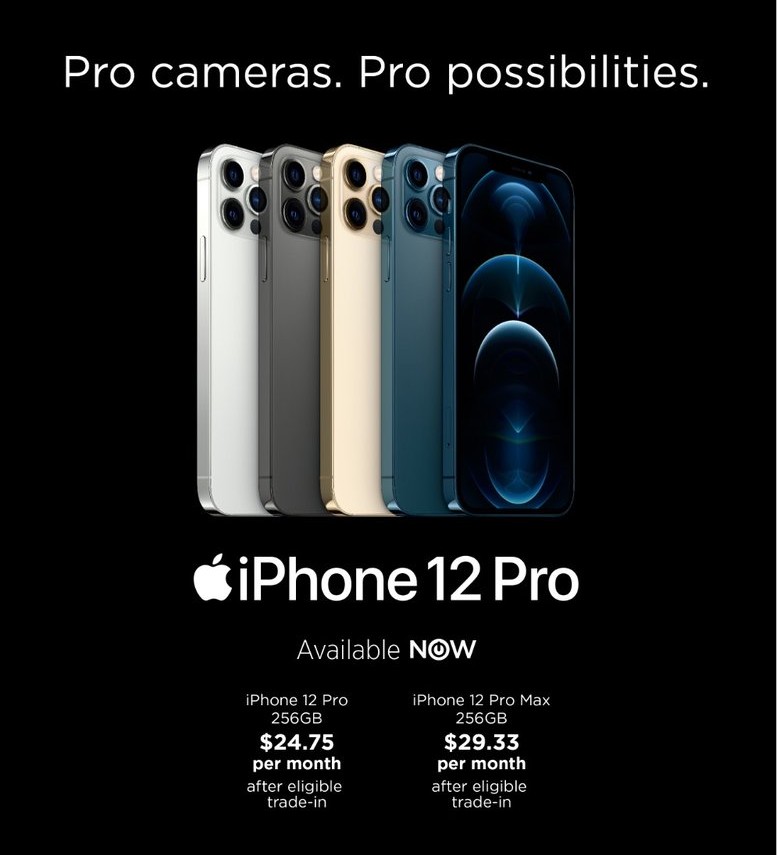 Pro cameras. Pro possibilities.
iPhone 12 Pro
Available NOW
iPhone 12 Pro
256GB
$24.75
per month
after eligible
trade-in
iPhone 12 Pro Max
256GB
$29.33
per month
after eligible
trade-in